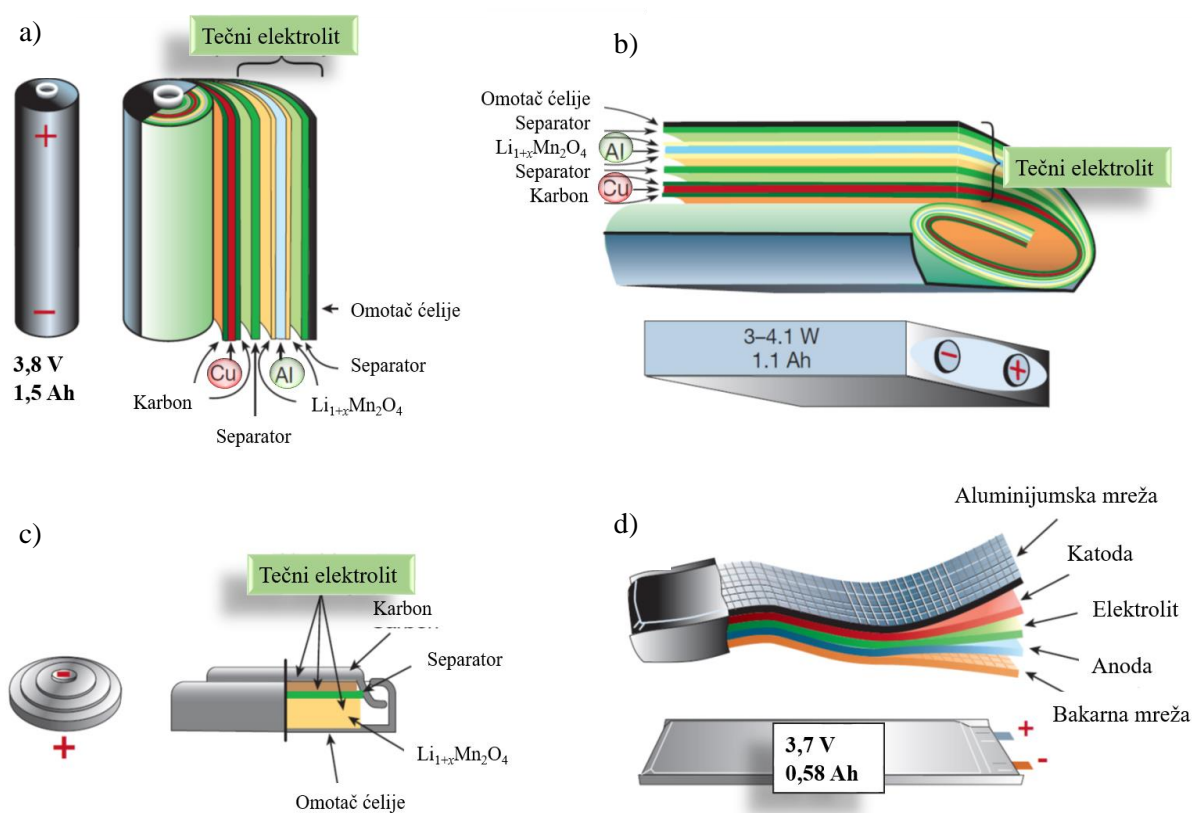 a)
Tečni elektrolit
+
−
3,8 V
1,5 Ah
Omotač ćelije
Separator
Cu
Al
Karbon
Li1+xMn2O4
Separator
b)
Omotač ćelije
Separator
Li1+xMn2O4
Al
Separator
Cu
Karbon
Tečni elektrolit
3–4.1 W
1.1 Ah
−
+
c)
Tečni elektrolit
Karbon
Separator
-
+
Li1+xMn2O4
Omotač ćelije
d)
Aluminijumska mreža
Katoda
Elektrolit
Anoda
Bakarna mreža
3,7 V
0,58 Ah
+
-